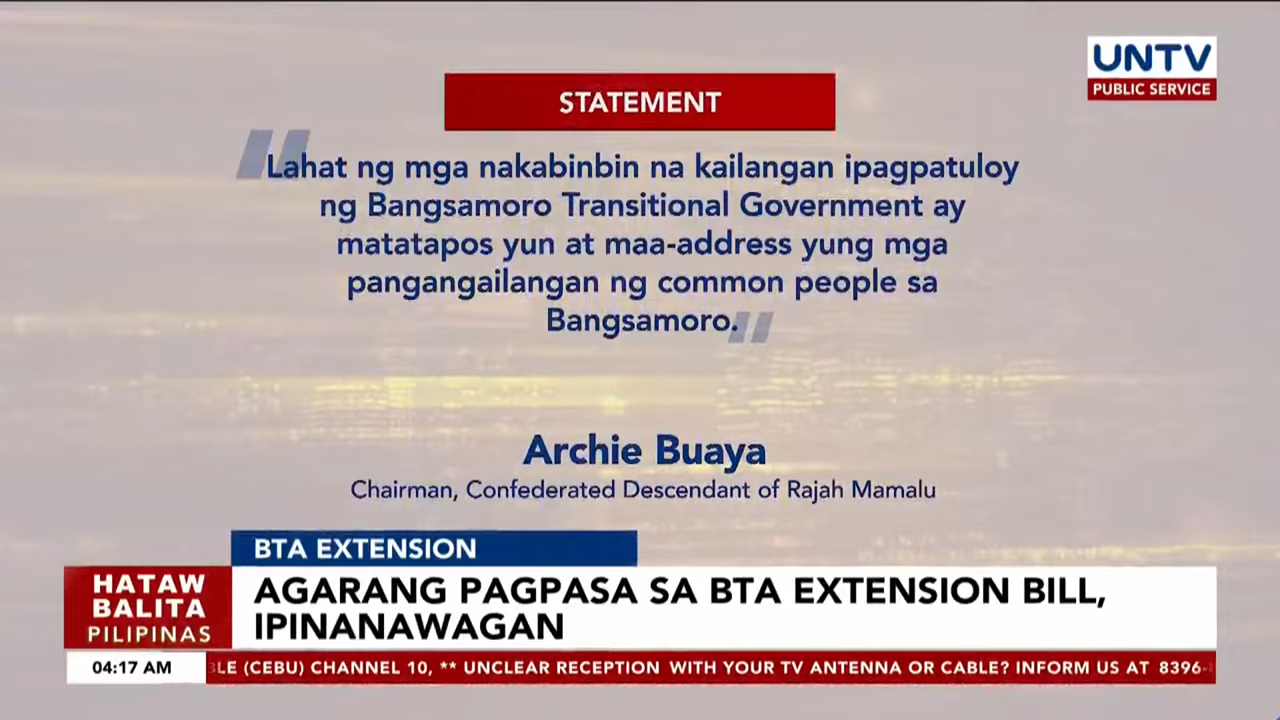 UNTV
PUBLIC SERVICE
STATEMENT
"Lahat ng mga nakabinbin na kailangan ipagpatuloy
ng Bangsamoro Transitional Government ay
matatapos yun at maa-address yung mga
pangangailangan ng common people sa
Bangsamoro."
Archie Buaya
Chairman, Confederated Descendant of Rajah Mamalu
BTA EXTENSION
HATAW
BALITA
PILIPINAS
AGARANG PAGPASA SA BTA EXTENSION BILL,
IPINANAWAGAN
04:17 AM
(CEBU) CHANNEL 10, ** UNCLEAR RECEPTION WITH YOUR TV ANTENNA OR CABLE? INFORM US AT 8396-